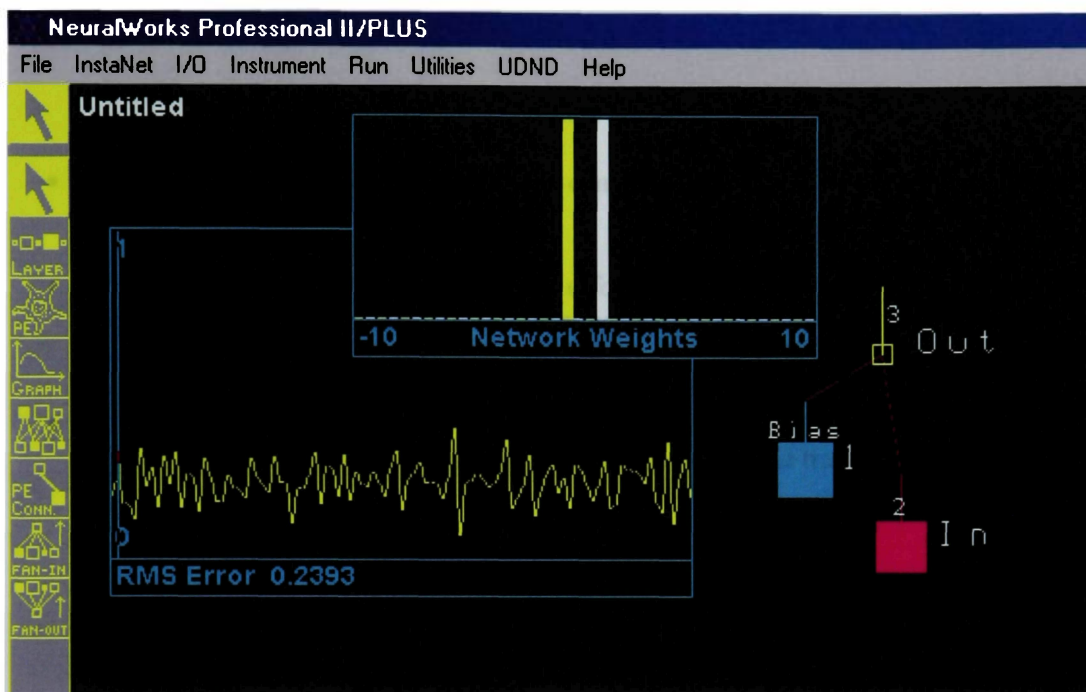 NeuralWorks Professional II/PLUS
File InstaNet I/O Instrument Run Utilities UDND Help
Untitled
LAYER
PE
GRAPH
PE
CONN.
FAN-IN
FAN-OUT
-10 Network Weights 10
1
0
RMS Error 0.2393
3
Out
Bias
1
2
In